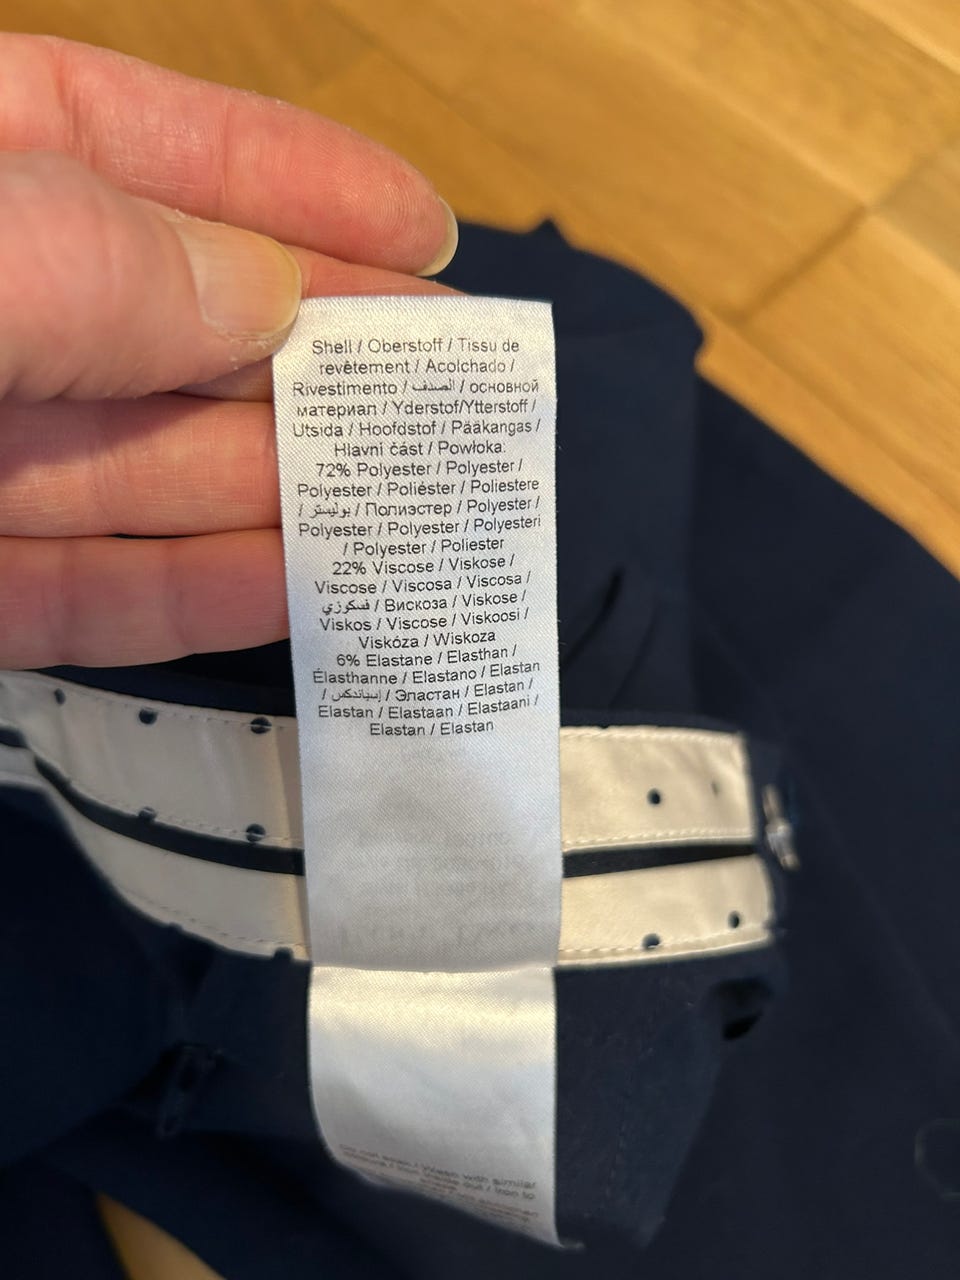 Shell / Oberstoff / Tissu de
revêtement / Acolchado /
Rivestimento / الصدف / основной
материал / Yderstof/Ytterstoff /
Utsida / Hoofdstof / Pääkangas /
Hlavní část / Powłoka:
72% Polyester / Polyester /
Polyester / Poliéster / Poliestere
/ بوليستر / Полиэстер / Polyester /
Polyester / Polyester / Polyesteri
/ Polyester / Poliester
22% Viscose / Viskose /
Viscose / Viscosa / Viscosa /
فسكوزي / Вискоза / Viskose /
Viskos / Viscose / Viskoosi /
Viskóza / Wiskoza
6% Elastane / Elasthan /
Élasthanne / Elastano / Elastan
/ إسباندكس / Эластан / Elastan /
Elastan / Elastaan / Elastaani /
Elastan / Elastan